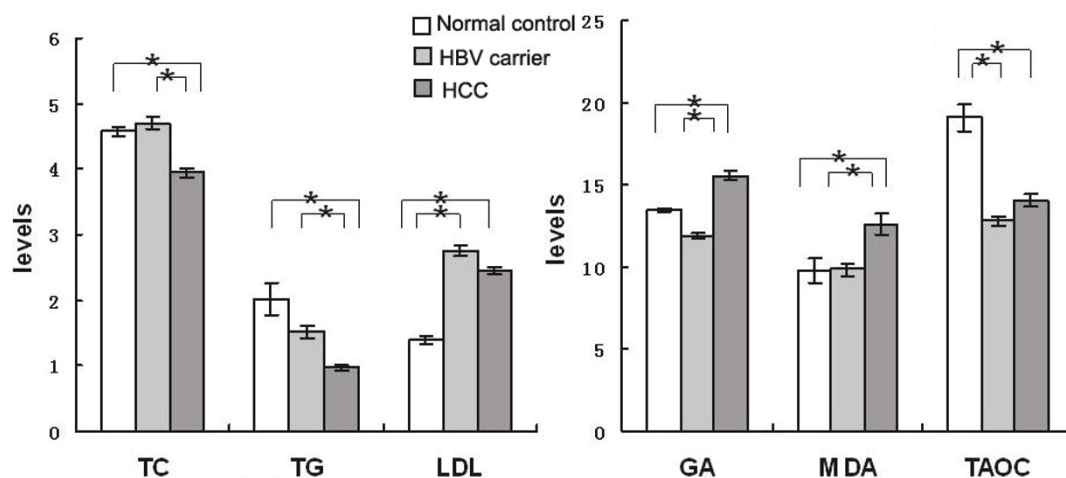 Normal control
HBV carrier
HCC
levels
6
5
4
3
2
1
0
* *
* *
* *
TC TG LDL
levels
25
20
15
10
5
0
* *
* *
* *
GA MDA TAOC